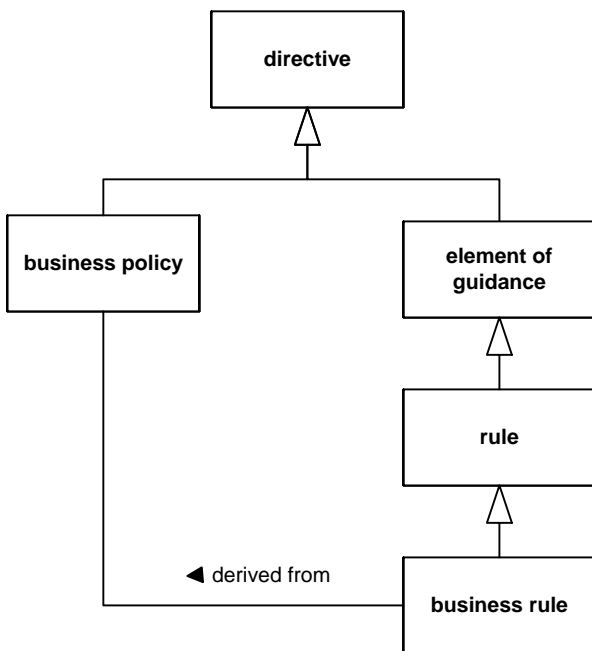 directive
business policy
element of
guidance
rule
◄ derived from
business rule